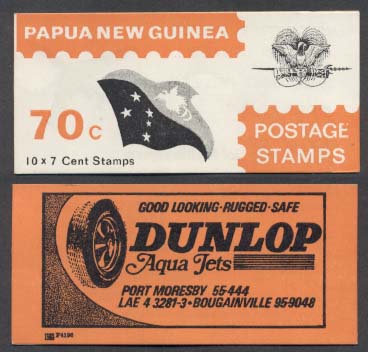 PAPUA NEW GUINEA
70c
10 x 7 Cent Stamps
POSTAGE
STAMPS
GOOD LOOKING·RUGGED·SAFE
DUNLOP
Aqua Jets
PORT MORESBY 55-444
LAE 4 3281-3·BOUGAINVILLE 95-9048
F4196